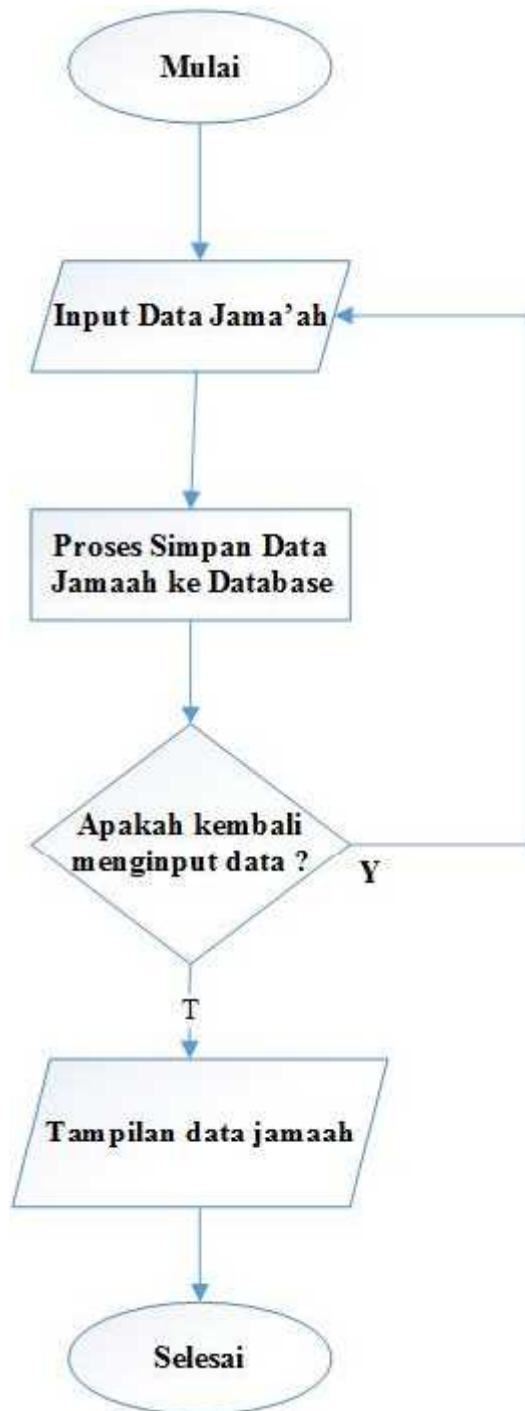 Mulai
Input Data Jama’ah
Proses Simpan Data
Jamaah ke Database
Apakah kembali
menginput data ?
Y
T
Tampilan data jamaah
Selesai